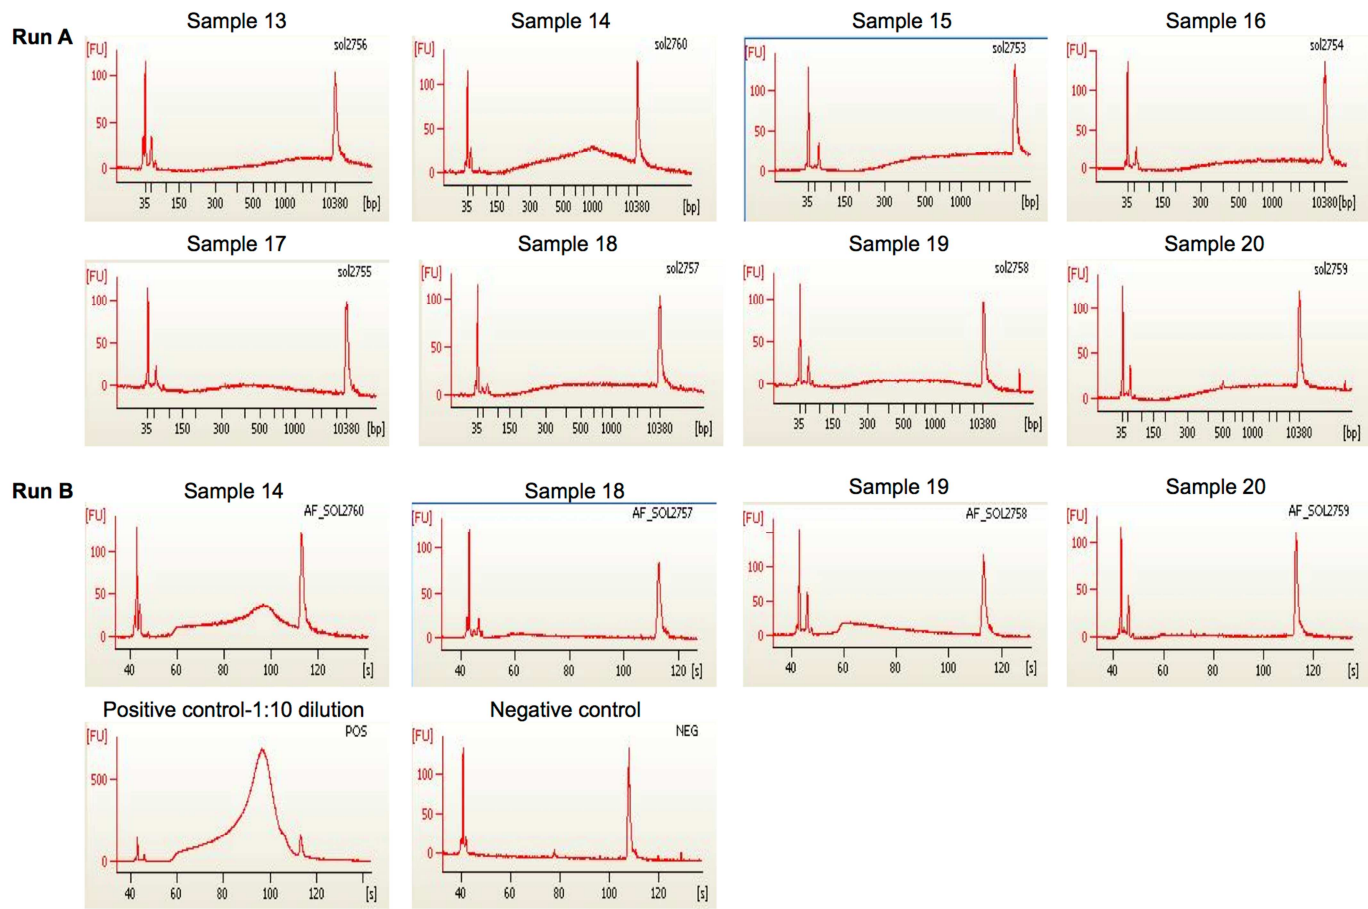 Run A
Sample 13
Sample 14
Sample 15
Sample 16
[FU] sol2756
100
50
0
35 150 300 500 1000 10380 [bp]
[FU] sol2760
100
50
0
35 150 300 500 1000 10380 [bp]
[FU] sol2753
100
50
0
35 150 300 500 1000 [bp]
[FU] sol2754
100
50
0
35 150 300 500 1000 10380 [bp]
Sample 17
Sample 18
Sample 19
Sample 20
[FU] sol2755
100
50
0
35 150 300 500 1000 10380 [bp]
[FU] sol2757
100
50
0
35 150 300 500 1000 10380 [bp]
[FU] sol2758
100
50
0
35 150 300 500 1000 10380 [bp]
[FU] sol2759
100
50
0
35 150 300 500 1000 10380 [bp]
Run B
Sample 14
Sample 18
Sample 19
Sample 20
[FU] AF_SOL2760
100
50
0
40 60 80 100 120 [s]
[FU] AF_SOL2757
100
50
0
40 60 80 100 120 [s]
[FU] AF_SOL2758
100
50
0
40 60 80 100 120 [s]
[FU] AF_SOL2759
100
50
0
40 60 80 100 120 [s]
Positive control-1:10 dilution
Negative control
[FU] POS
500
0
40 60 80 100 120 [s]
[FU] NEG
100
50
0
40 60 80 100 120 [s]